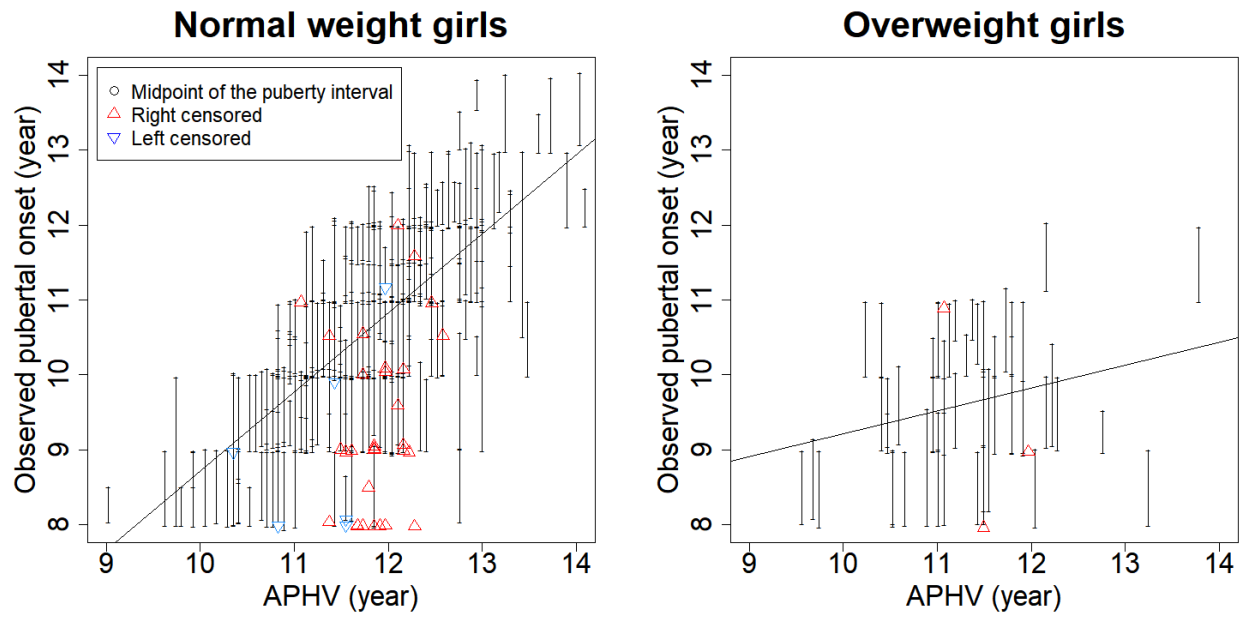 Normal weight girls
Midpoint of the puberty interval
Right censored
Left censored
Observed pubertal onset (year)
14
13
12
11
10
9
8
9 10 11 12 13 14
APHV (year)
Overweight girls
Observed pubertal onset (year)
14
13
12
11
10
9
8
9 10 11 12 13 14
APHV (year)